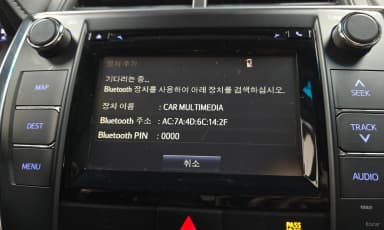 장치 추가
기다리는 중..
Bluetooth 장치를 사용하여 아래 장치를 검색하십시오.
장치 이름 : CAR MULTIMEDIA
Bluetooth 주소 : AC:7A:4D:6C:14:2F
Bluetooth PIN : 0000
취소
MAP
DEST
MENU
SEEK
TRACK
AUDIO
PASS